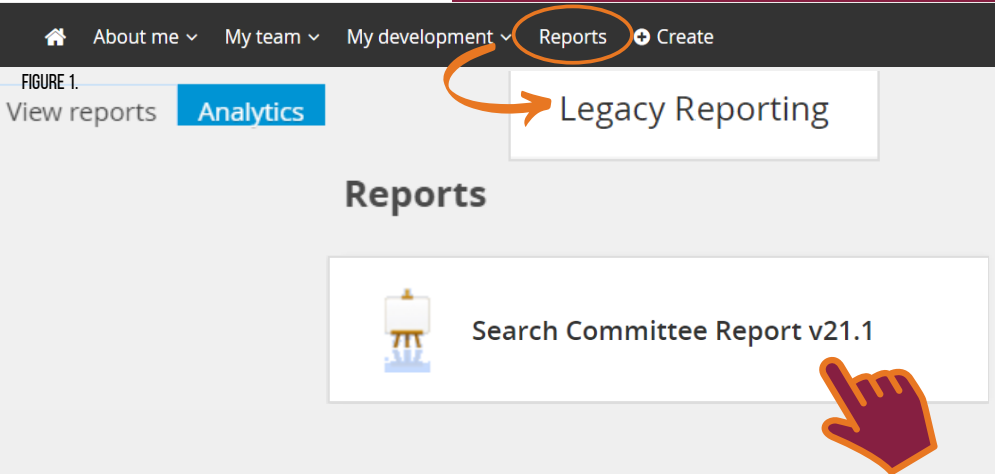 About me My team My development Reports Create
FIGURE 1.
View reports Analytics
Legacy Reporting
Reports
Search Committee Report v21.1